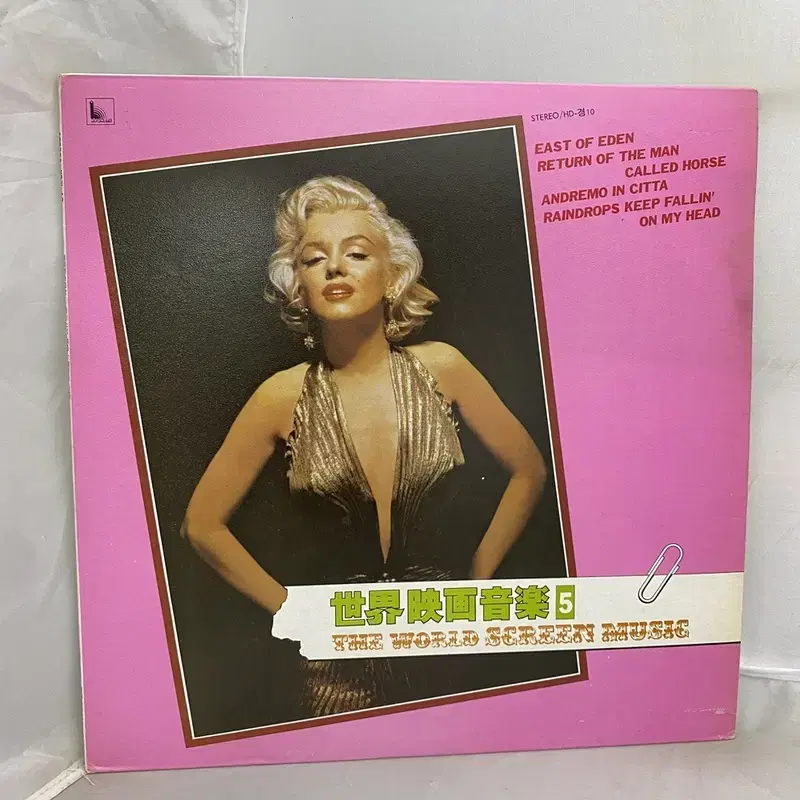 STEREO/HD-겸10
EAST OF EDEN
RETURN OF THE MAN
CALLED HORSE
ANDREMO IN CITTA
RAINDROPS KEEP FALLIN'
ON MY HEAD
世界映画音楽5
THE WORLD SCREEN MUSIC